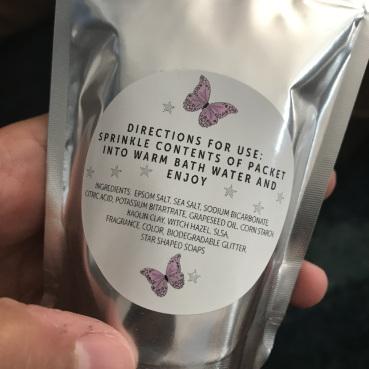 DIRECTIONS FOR USE:
SPRINKLE CONTENTS OF PACKET
INTO WARM BATH WATER AND
ENJOY
INGREDIENTS: EPSOM SALT, SEA SALT, SODIUM BICARBONATE,
CITRIC ACID, POTASSIUM BITARTRATE, GRAPESEED OIL, CORN STARCH,
KAOLIN CLAY, WITCH HAZEL, SLSA,
FRAGRANCE, COLOR, BIODEGRADABLE GLITTER,
STAR SHAPED SOAPS